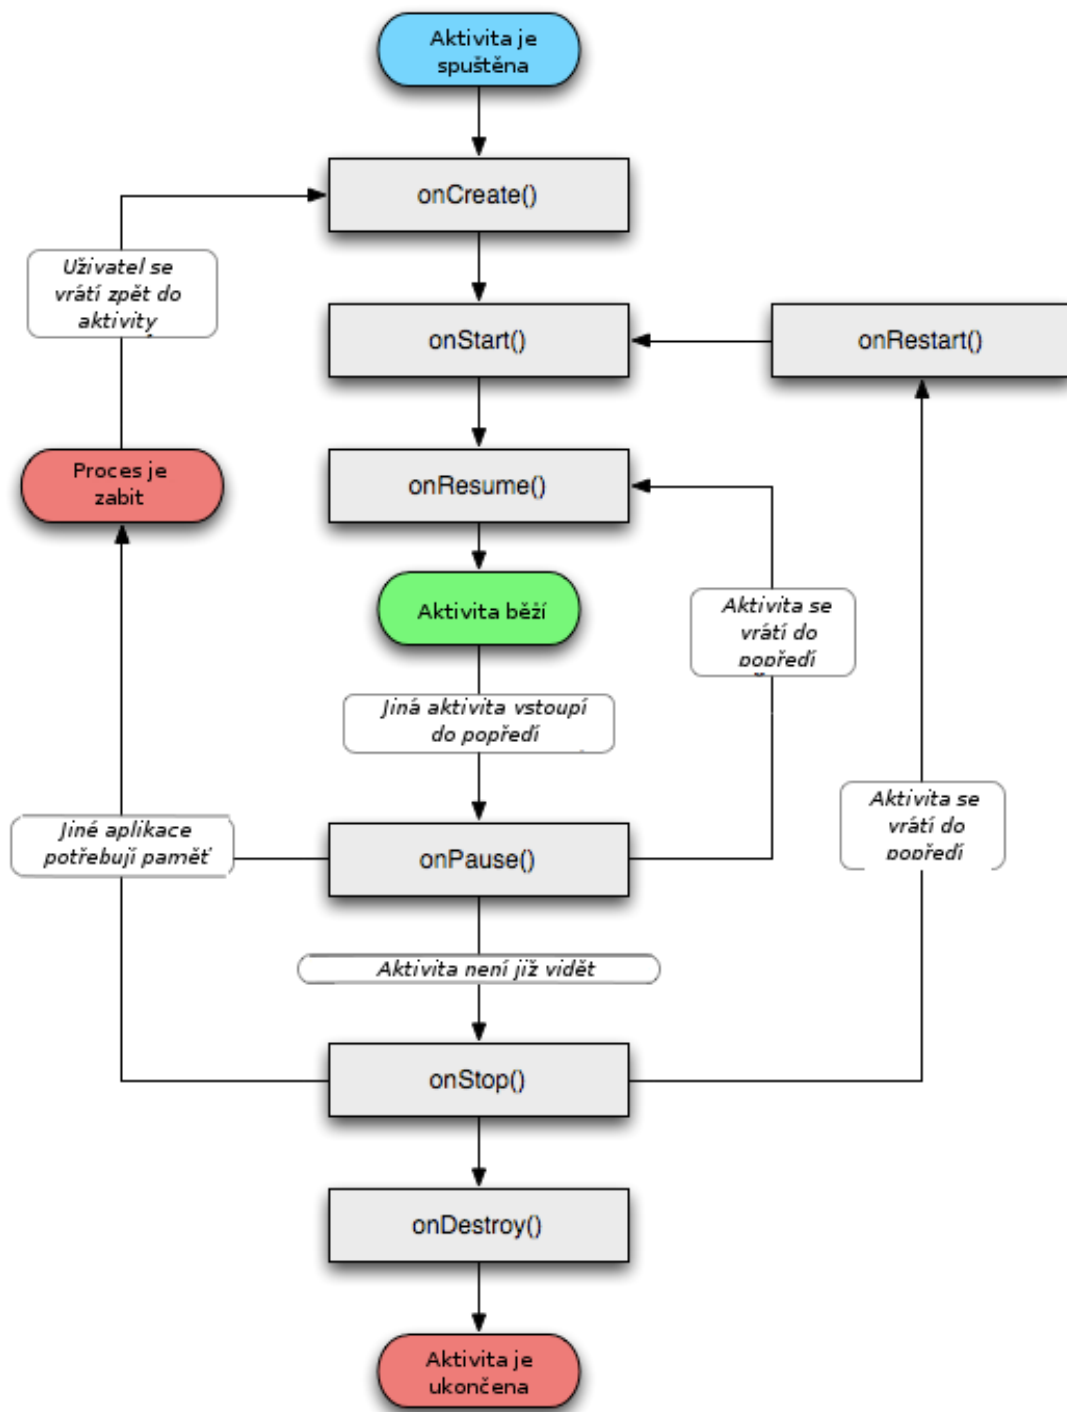 Aktivita je
spuštěna
onCreate()
Uživatel se
vrátí zpět do
aktivity
onStart()
onRestart()
Proces je
zabit
onResume()
Aktivita běží
Aktivita se
vrátí do
popředí
Jiná aktivita vstoupí
do popředí
Aktivita se
vrátí do
popředí
Jiné aplikace
potřebují paměť
onPause()
Aktivita není již vidět
onStop()
onDestroy()
Aktivita je
ukončena